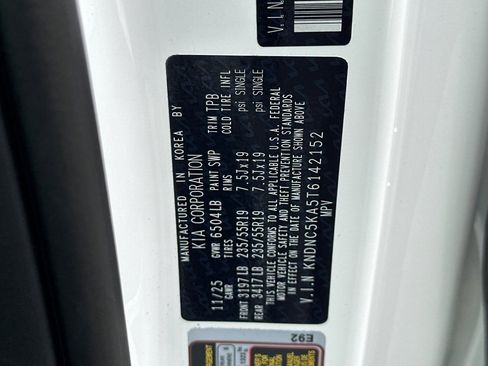 MANUFACTURED IN KOREA BY
KIA CORPORATION
11/25 GVWR 6504LB PAINT SWP TRIM TPB
GAWR TIRES RIMS COLD TIRE INFL
FRONT 3197LB 235/55R19 7.5Jx19 psi SINGLE
REAR 3417LB 235/55R19 7.5Jx19 psi SINGLE
THIS VEHICLE CONFORMS TO ALL APPLICABLE U.S.A. FEDERAL
SAFETY AND THEFT PREVENTION STANDARDS
IN EFFECT ON THE DATE OF MANUFACTURE SHOWN ABOVE
V.I.N KNDNC5KA5T6142152
MPV
V.I.N
E92